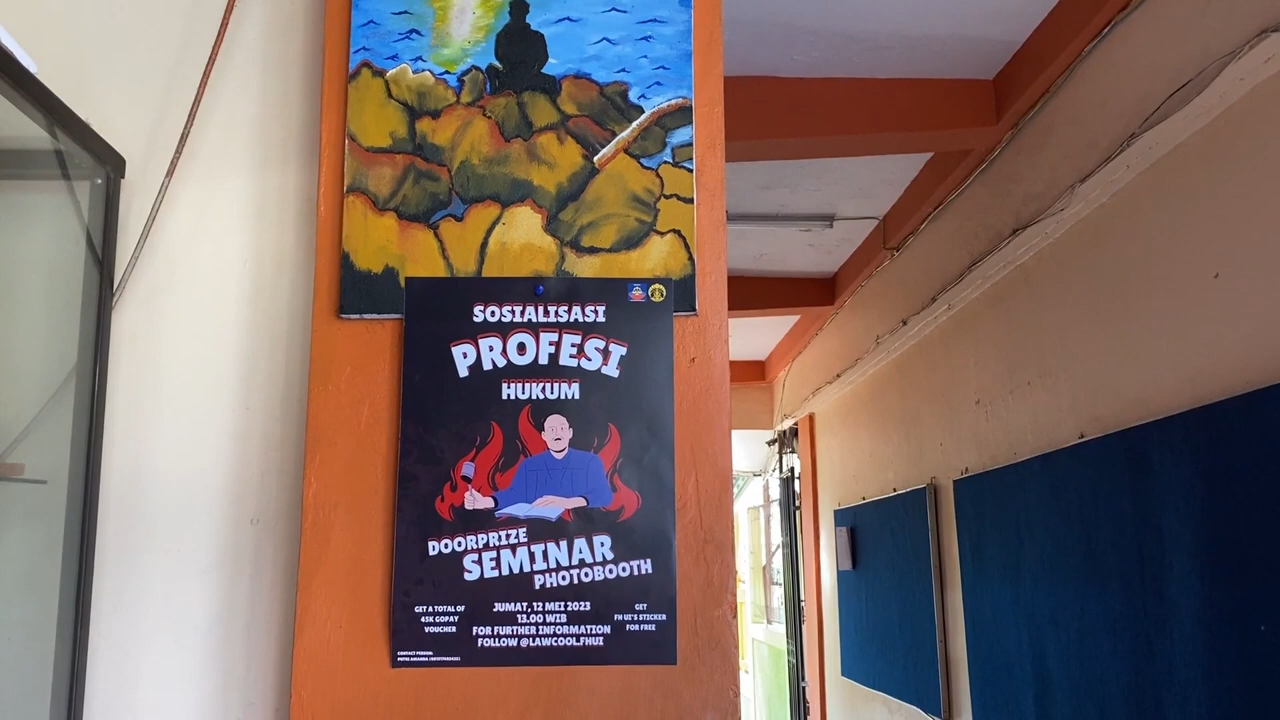 SOSIALISASI
PROFESI
HUKUM
DOORPRIZE
SEMINAR
PHOTOBOOTH
GET A TOTAL OF
45K GOPAY
VOUCHER
JUMAT, 12 MEI 2023
13.00 WIB
FOR FURTHER INFORMATION
FOLLOW @LAWCOOL.FHUI
GET
FH UI'S STICKER
FOR FREE
CONTACT PERSON: